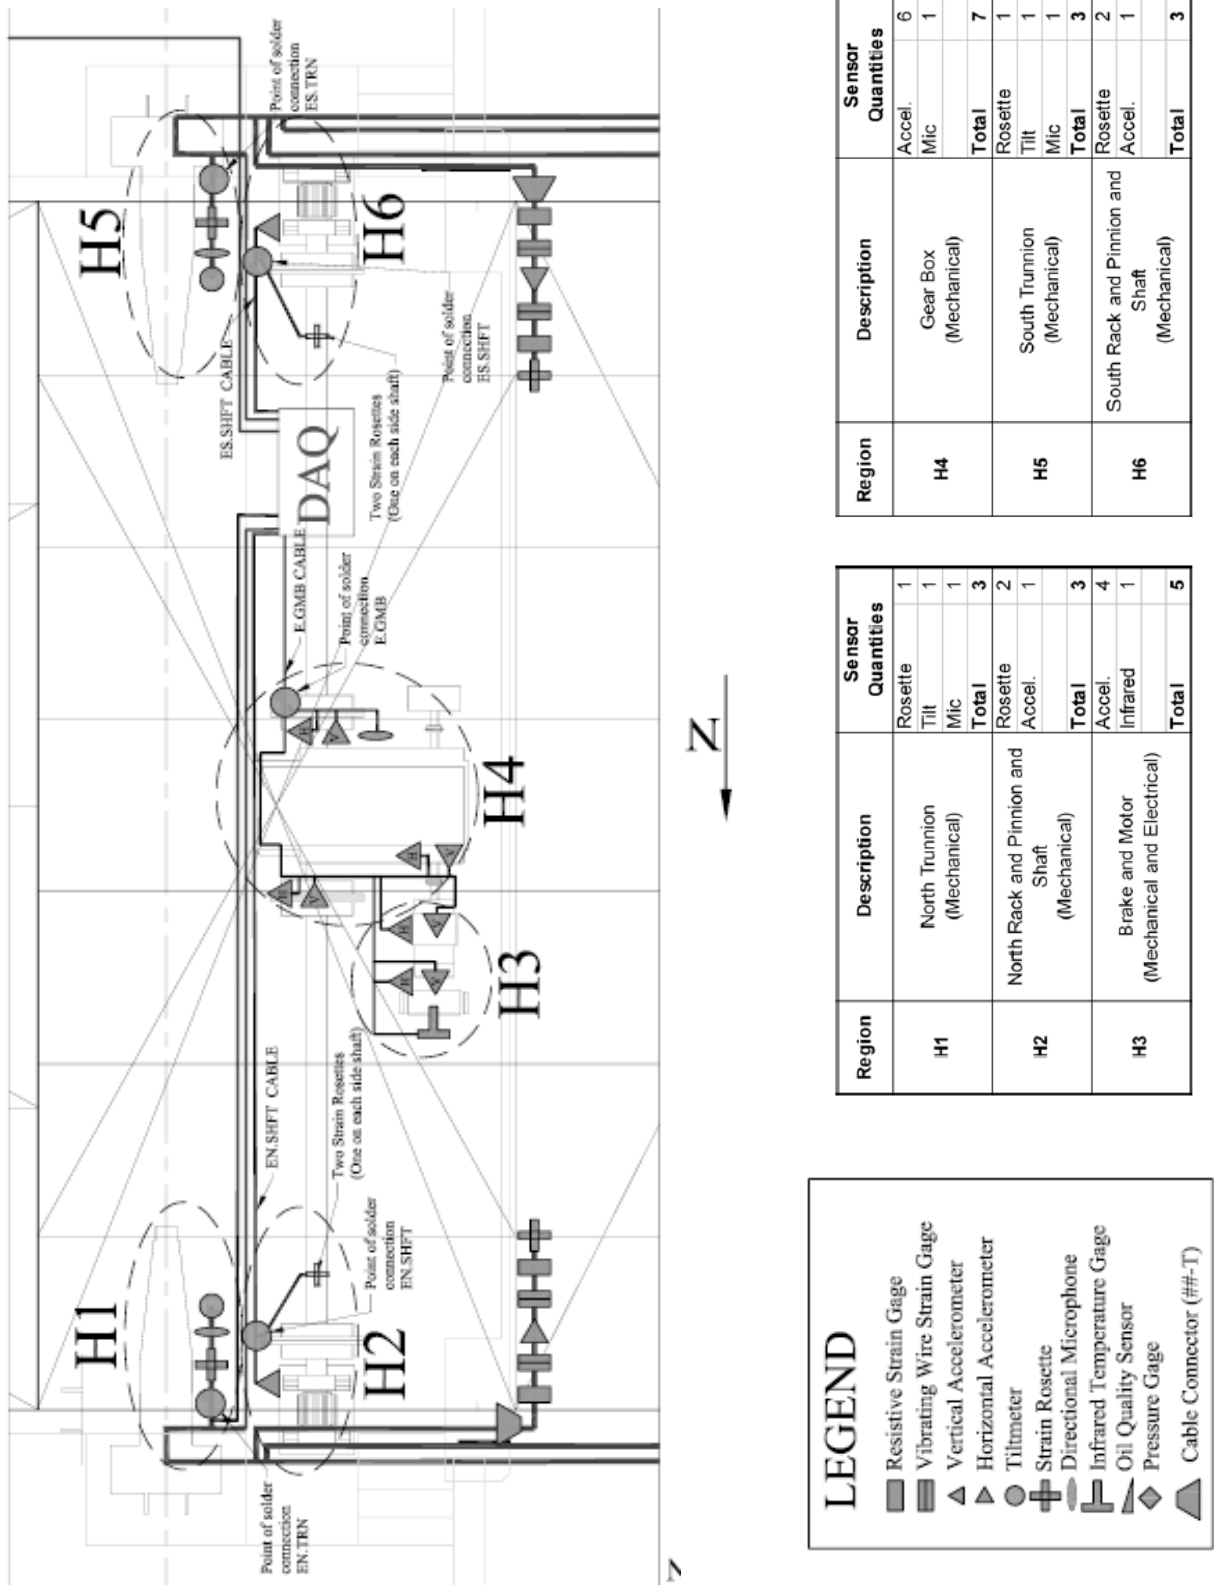 H1
H2
H3
H4
H5
H6
DAQ
Point of solder
connection
EN.TRN
Point of solder
connection
EN.SHFT
EN.SHFT CABLE
Two Strain Rosettes
(One on each side shaft)
E.GMB CABLE
Point of solder
connection
E.GMB
ES.SHFT CABLE
Two Strain Rosettes
(One on each side shaft)
Point of solder
connection
ES.SHFT
Point of solder
connection
ES.TRN
H
V
H
V
H
V
H
V
N
LEGEND
Resistive Strain Gage
Vibrating Wire Strain Gage
Vertical Accelerometer
Horizontal Accelerometer
Tiltmeter
Strain Rosette
Directional Microphone
Infrated Temperature Gage
Oil Quality Sensor
Pressure Gage
Cable Connector (##-T)
Region Description Sensar Quantities
H1 North Trunnion (Mechanical) Rosette 1
Tilt 1
Mic 1
Total 3
H2 North Rack and Pinnion and Shaft (Mechanical) Rosette 2
Accel. 1
Total 3
H3 Brake and Motor (Mechanical and Electrical) Accel. 4
Infrared 1
Total 5
Region Description Sensar Quantities
H4 Gear Box (Mechanical) Accel. 6
Mic 1
Total 7
H5 South Trunnion (Mechanical) Rosette 1
Tilt 1
Mic 1
Total 3
H6 South Rack and Pinnion and Shaft (Mechanical) Rosette 2
Accel. 1
Total 3